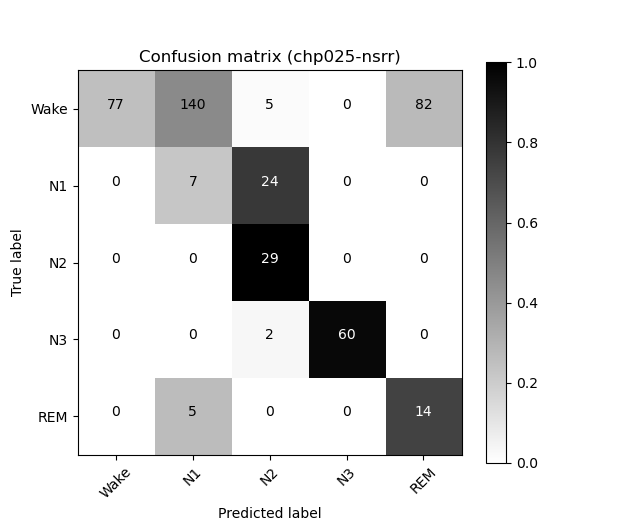 Confusion matrix (chp025-nsrr)
1.0
Wake 77 140 5 0 82
0.8
N1 0 7 24 0 0
0.6
True label
N2 0 0 29 0 0
0.4
N3 0 0 2 60 0
0.2
REM 0 5 0 0 14
0.0
Wake N1 N2 N3 REM
Predicted label